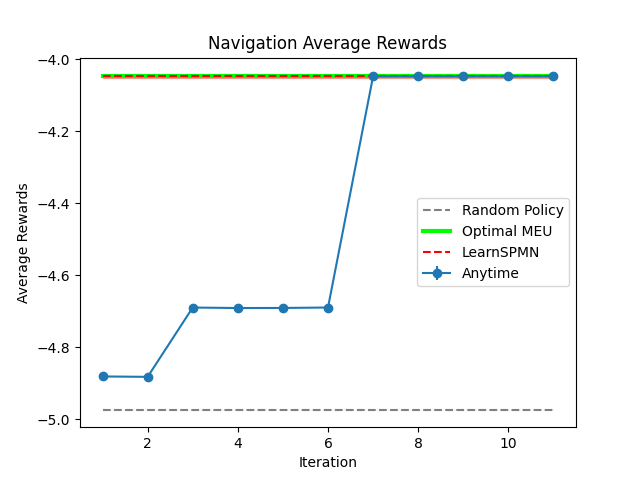 Navigation Average Rewards
−4.0
−4.2
−4.4
−4.6
−4.8
−5.0
Average Rewards
Random Policy
Optimal MEU
LearnSPMN
Anytime
2 4 6 8 10
Iteration